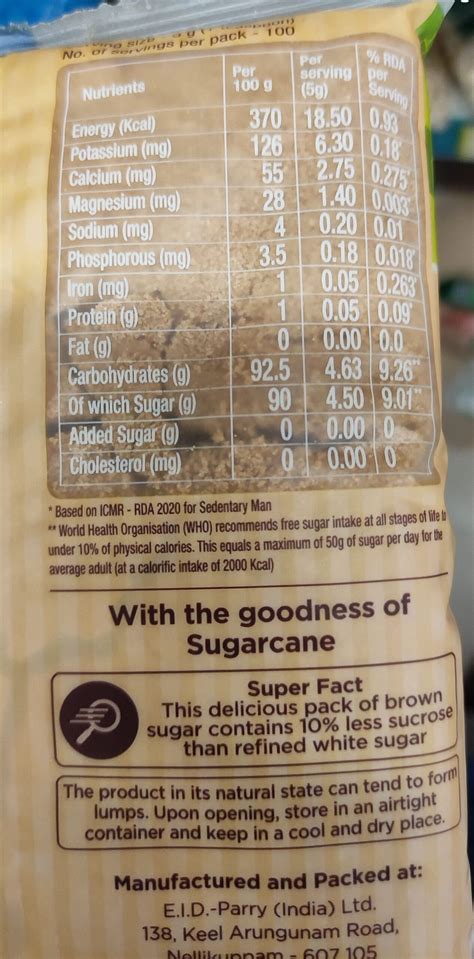 No. of servings per pack - 100
Nutrients Per 100 g Per serving (5g) % RDA per Serving
Energy (Kcal) 370 18.50 0.93
Potassium (mg) 126 6.30 0.18*
Calcium (mg) 55 2.75 0.275*
Magnesium (mg) 28 1.40 0.003*
Sodium (mg) 4 0.20 0.01
Phosphorous (mg) 3.5 0.18 0.018*
Iron (mg) 1 0.05 0.263*
Protein (g) 1 0.05 0.09*
Fat (g) 0 0.00 0.0
Carbohydrates (g) 92.5 4.63 9.26**
Of which Sugar (g) 90 4.50 9.01**
Added Sugar (g) 0 0.00 0
Cholesterol (mg) 0 0.00 0
* Based on ICMR - RDA 2020 for Sedentary Man
** World Health Organisation (WHO) recommends free sugar intake at all stages of life to
under 10% of physical calories. This equals a maximum of 50g of sugar per day for the
average adult (at a calorific intake of 2000 Kcal)
With the goodness of
Sugarcane
Super Fact
This delicious pack of brown
sugar contains 10% less sucrose
than refined white sugar
The product in its natural state can tend to form
lumps. Upon opening, store in an airtight
container and keep in a cool and dry place.
Manufactured and Packed at:
E.I.D.-Parry (India) Ltd.
138, Keel Arungunam Road,
Nellikuppam - 607 105